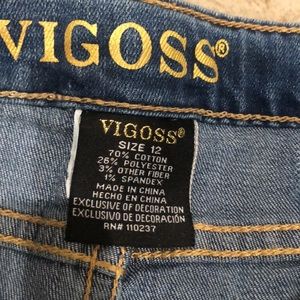 VIGOSS®
VIGOSS®
SIZE 12
70% COTTON
26% POLYESTER
3% OTHER FIBER
1% SPANDEX
MADE IN CHINA
HECHO EN CHINA
EXCLUSIVE OF DECORATION
EXCLUSIVO DE DECORACIÓN
RN# 110237